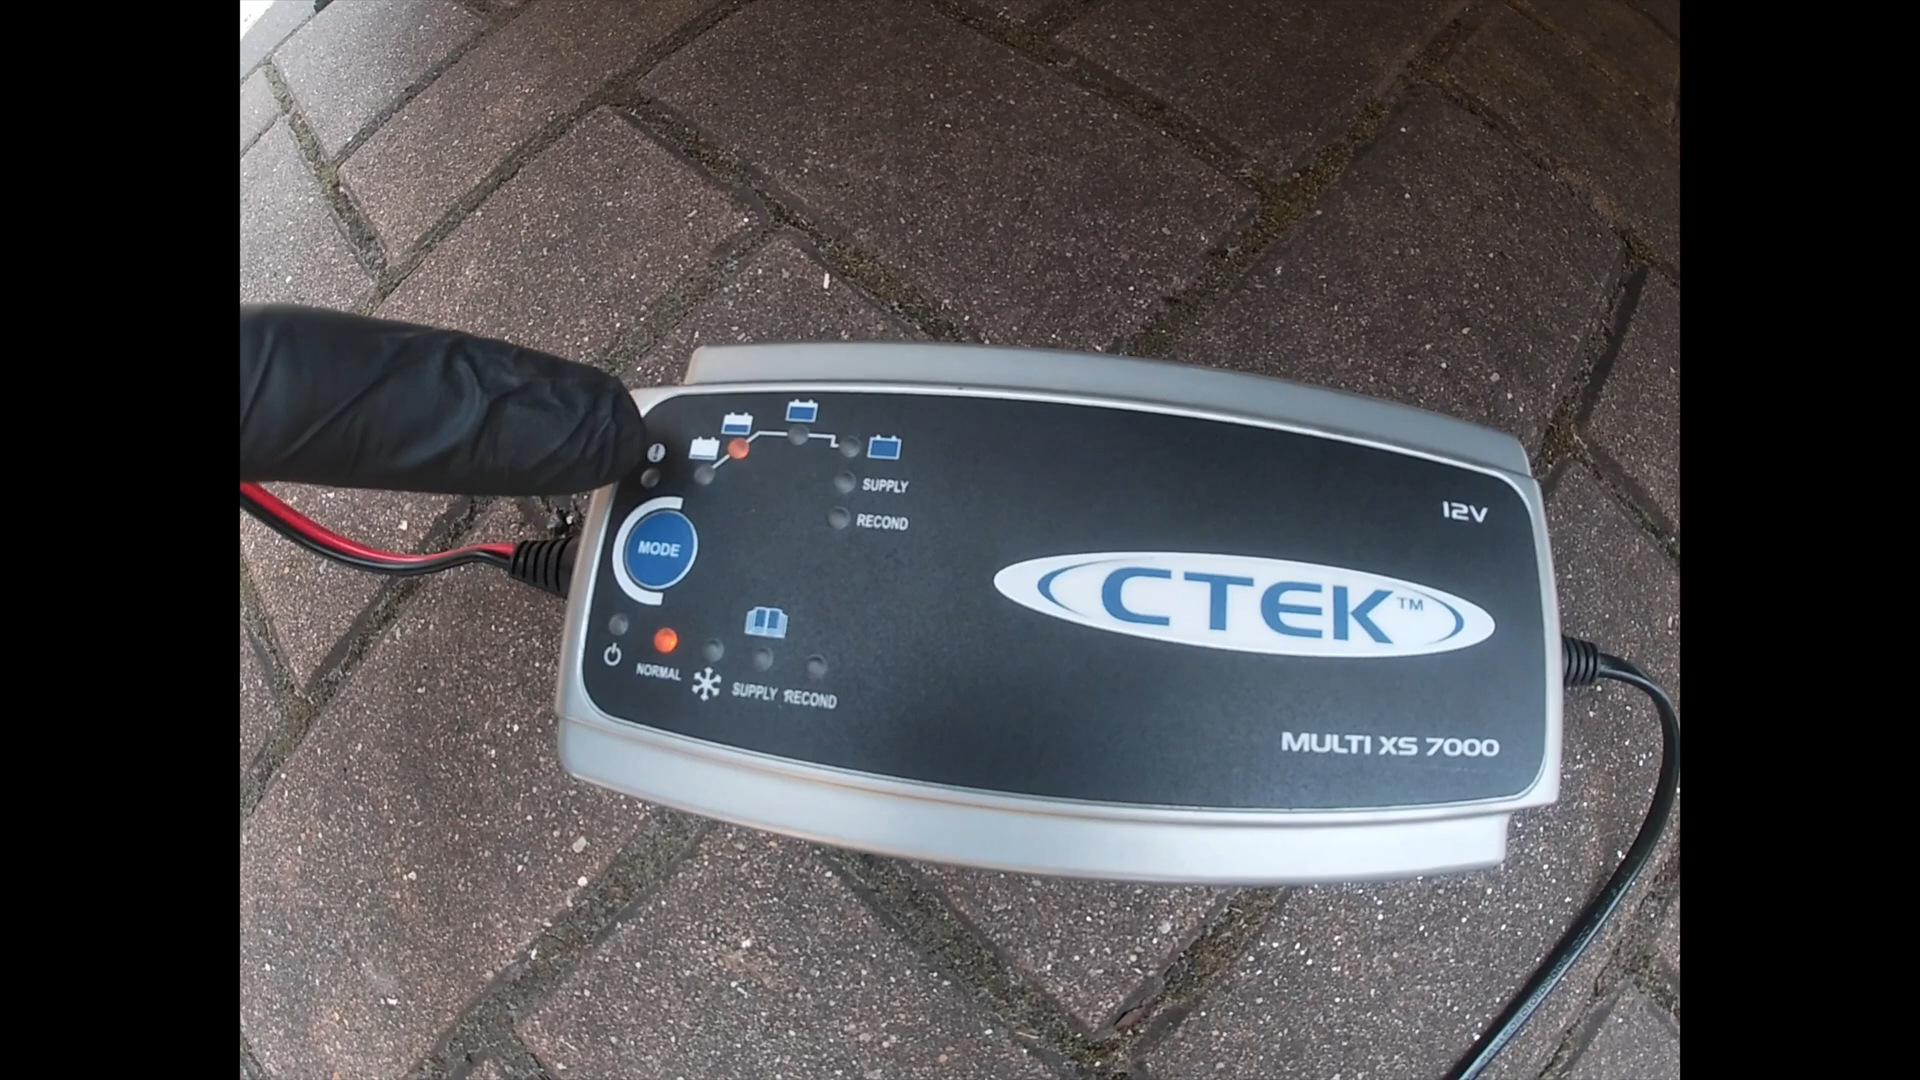 SUPPLY
RECOND
MODE
NORMAL
SUPPLY RECOND
12V
CTEK™
MULTI XS 7000